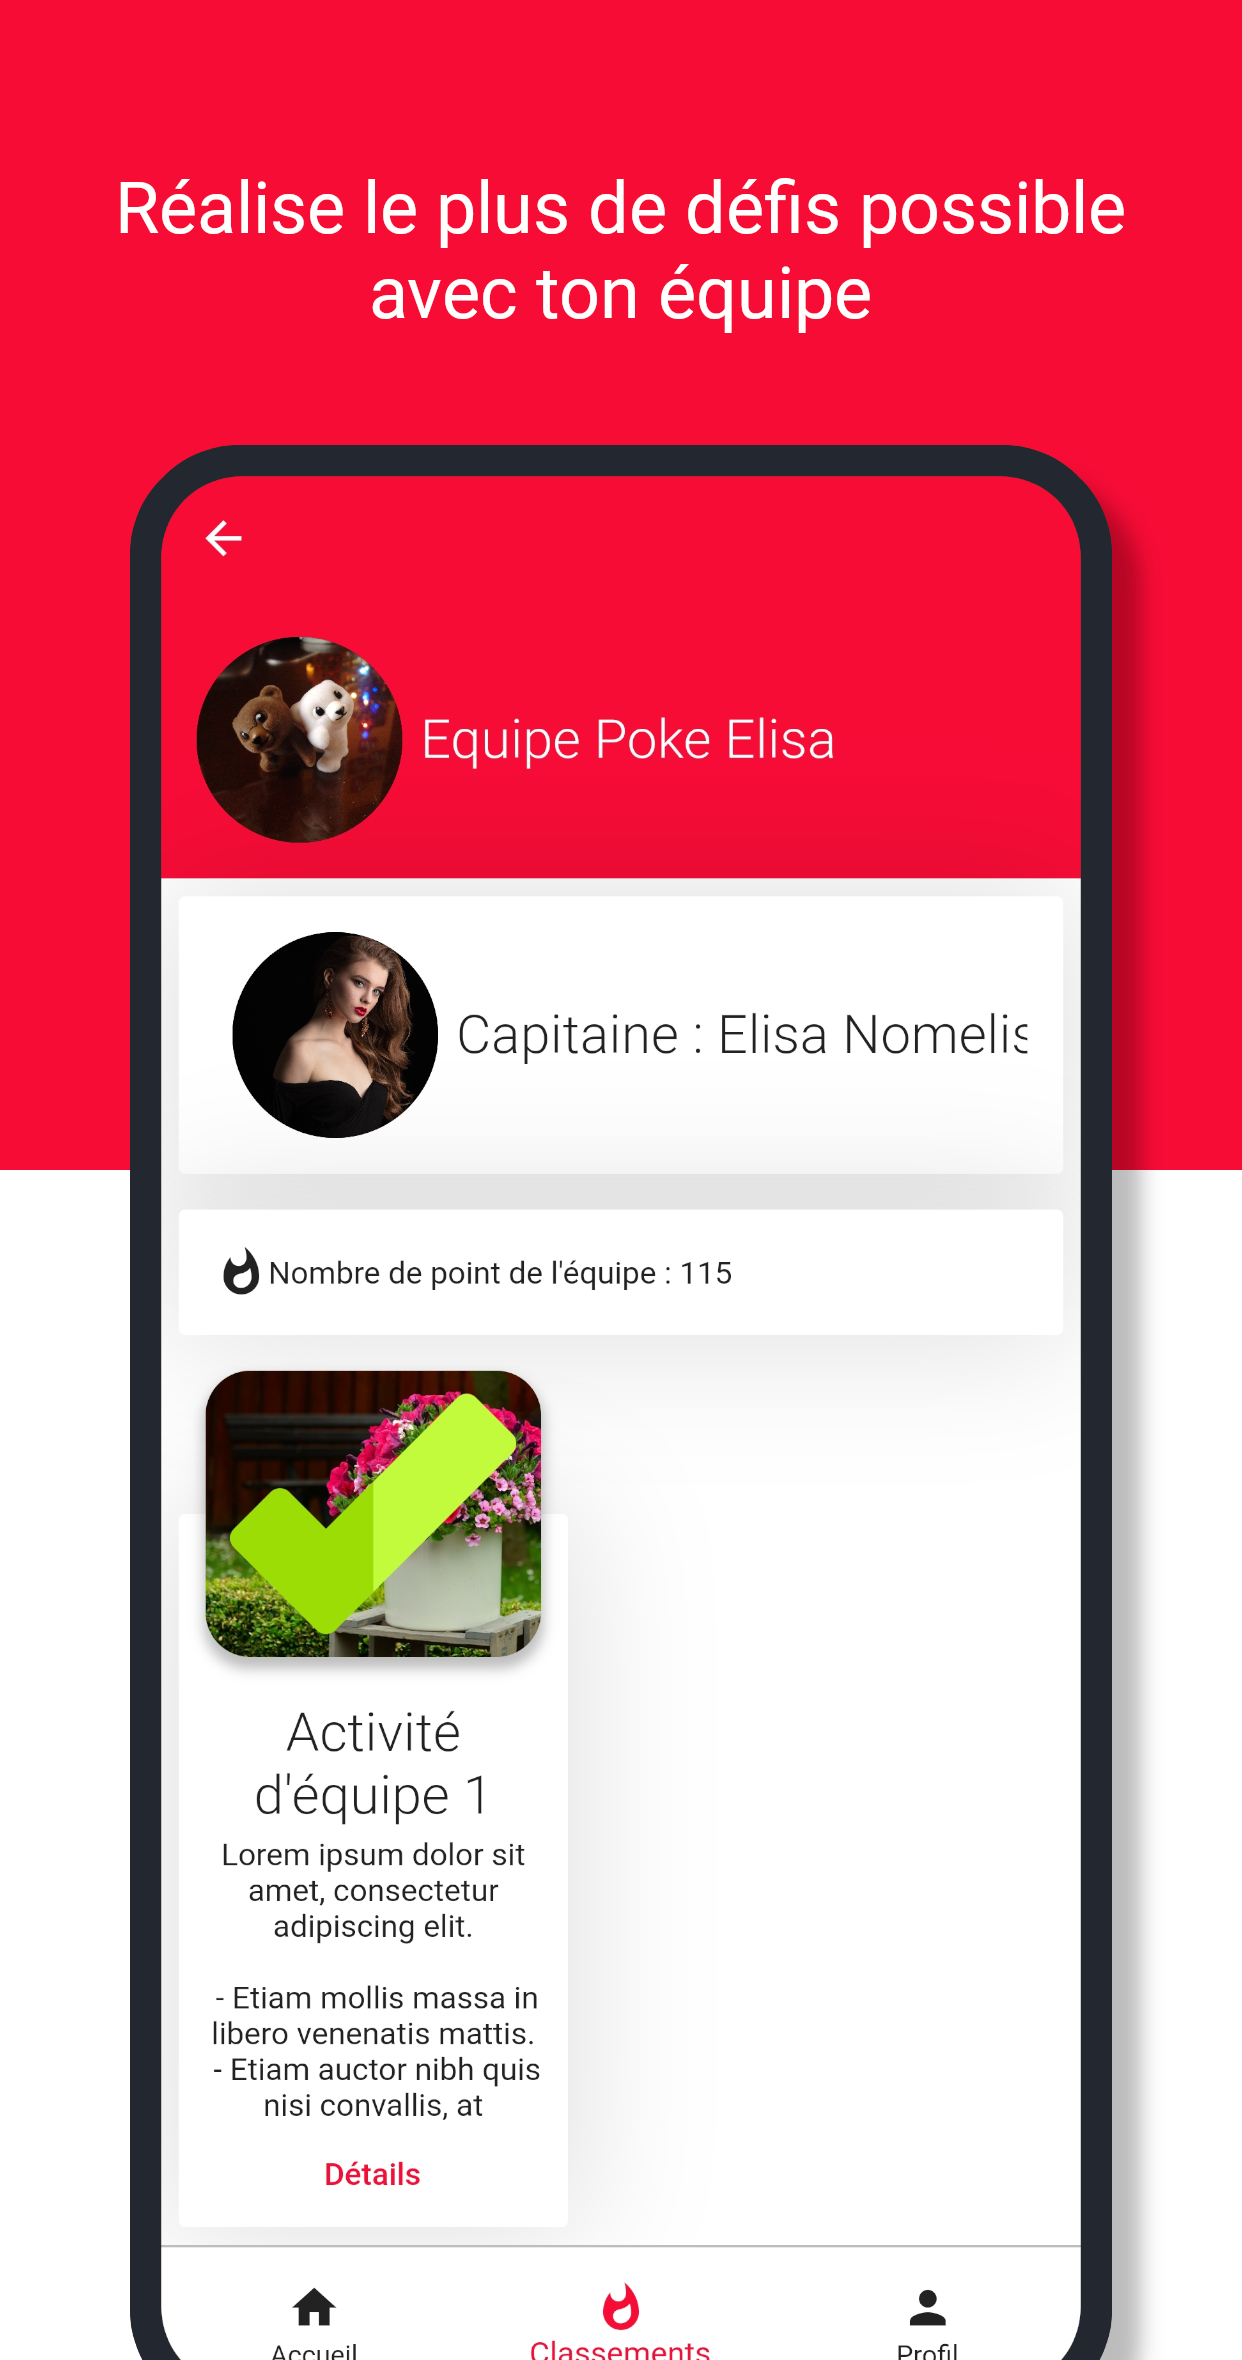 Réalise le plus de défis possible
avec ton équipe
Equipe Poke Elisa
Capitaine : Elisa Nomelis
Nombre de point de l'équipe : 115
Activité
d'équipe 1
Lorem ipsum dolor sit
amet, consectetur
adipiscing elit.
- Etiam mollis massa in
libero venenatis mattis.
- Etiam auctor nibh quis
nisi convallis, at
Détails
Accueil
Classements
Profil